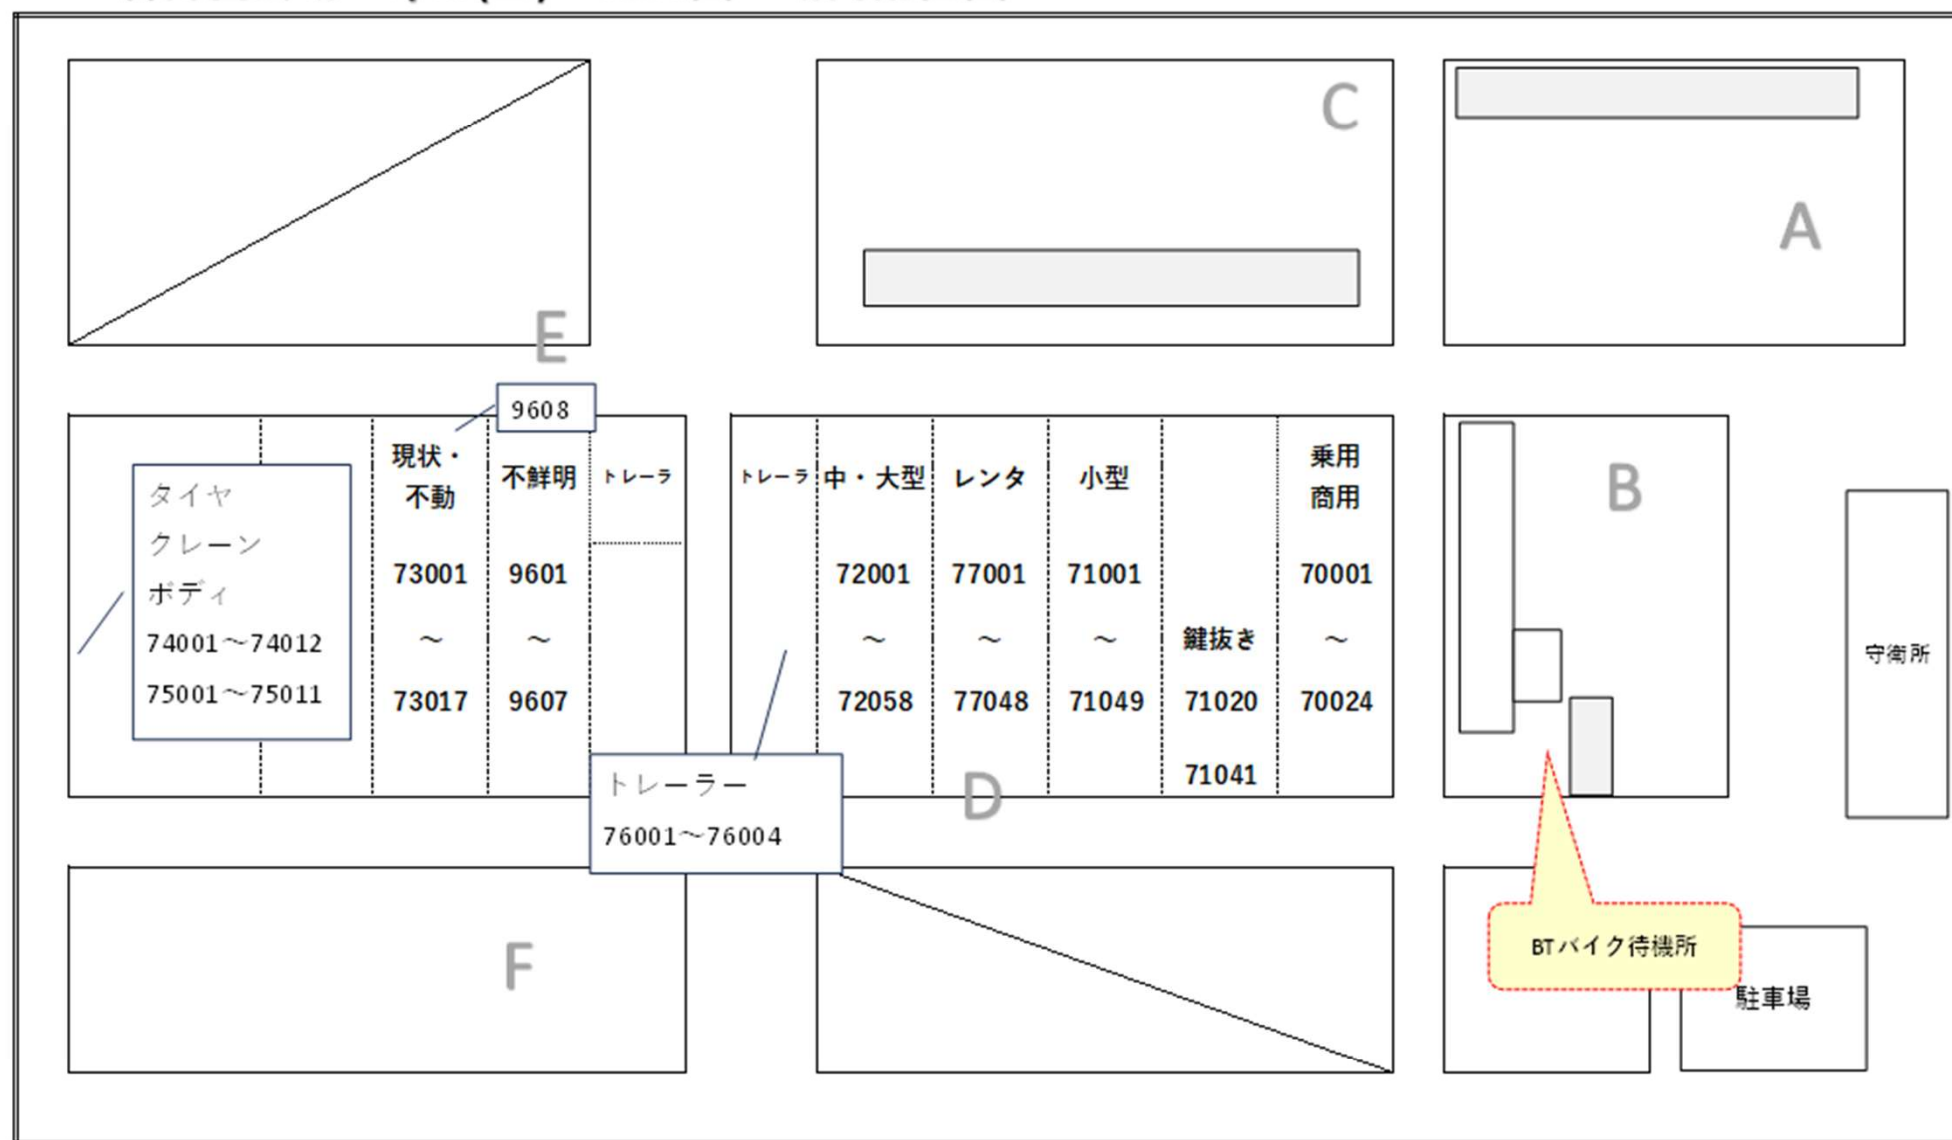 C
A
E
9608
現状・
不動
73001
～
73017
不鮮明
9601
～
9607
トレーラ
タイヤ
クレーン
ボディ
74001～74012
75001～75011
トレーラ
中・大型
72001
～
72058
レンタ
77001
～
77048
小型
71001
～
71049
鍵抜き
71020
71041
乗用
商用
70001
～
70024
B
守衛所
トレーラー
76001～76004
D
F
BTバイク待機所
駐車場